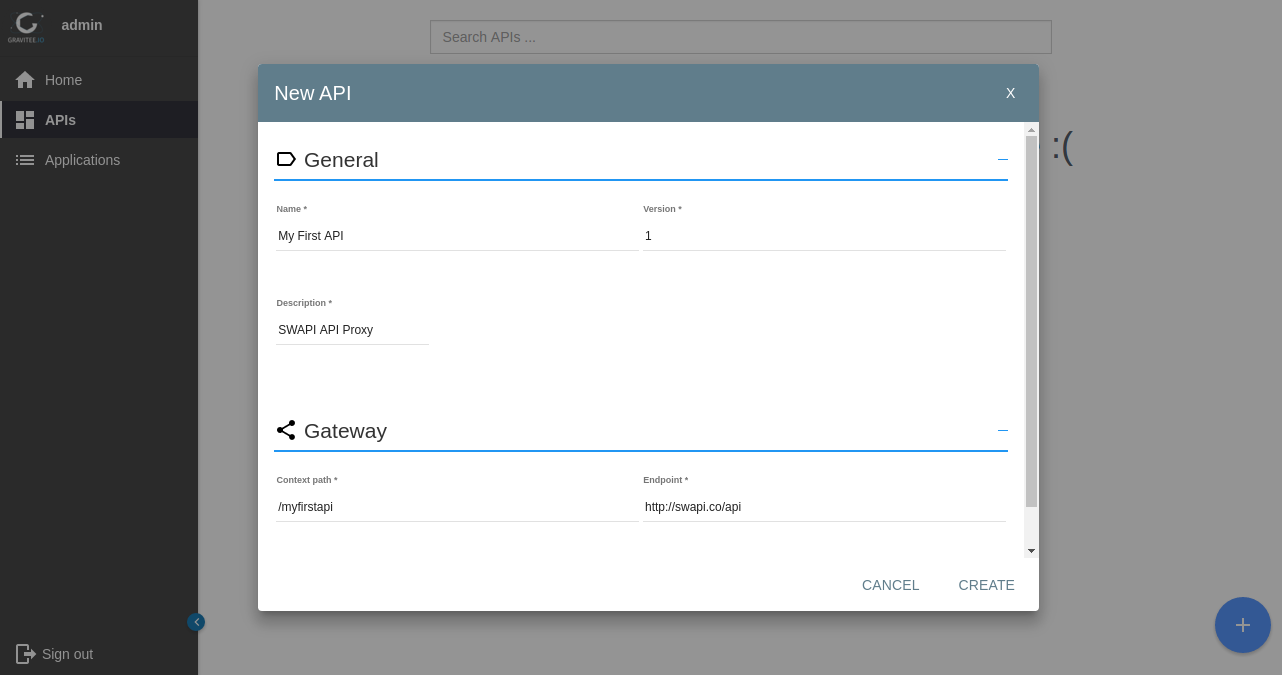 GRAVITEE.IO
admin
Search APIs ...
Home
APIs
Applications
:(
New API X
General
Name * Version *
My First API 1
Description *
SWAPI API Proxy
Gateway
Context path * Endpoint *
/myfirstapi http://swapi.co/api
CANCEL CREATE
+
Sign out